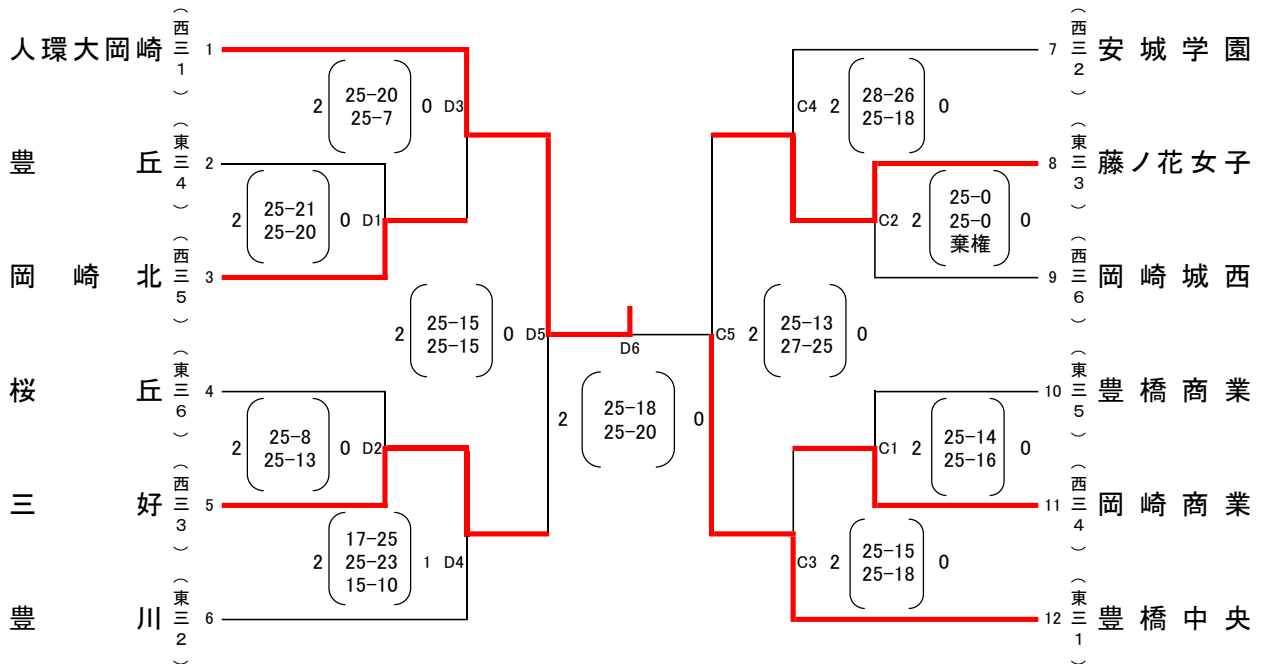 人環大岡崎 （西三1） 1
2 25-20 0 D3
25-7
豊丘 （東三4） 2
2 25-21 0 D1
25-20
岡崎北 （西三5） 3
2 25-15 0 D5
25-15
桜丘 （東三6） 4
2 25-8 0 D2
25-13
三好 （西三3） 5
2 17-25 1 D4
25-23
15-10
豊川 （東三2） 6
D6
2 25-18 0
25-20
7 （西三2） 安城学園
C4 2 28-26 0
25-18
8 （東三3） 藤ノ花女子
C2 2 25-0 0
25-0
棄権
9 （西三6） 岡崎城西
C5 2 25-13 0
27-25
10 （東三5） 豊橋商業
C1 2 25-14 0
25-16
11 （西三4） 岡崎商業
C3 2 25-15 0
25-18
12 （東三1） 豊橋中央